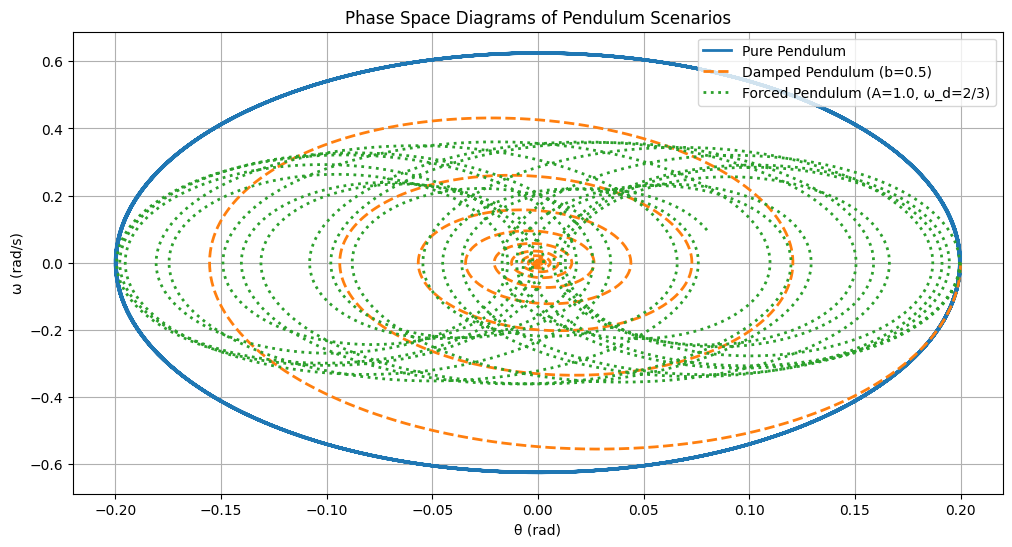 Phase Space Diagrams of Pendulum Scenarios
Pure Pendulum
Damped Pendulum (b=0.5)
Forced Pendulum (A=1.0, ω_d=2/3)
ω (rad/s)
0.6
0.4
0.2
0.0
−0.2
−0.4
−0.6
−0.20 −0.15 −0.10 −0.05 0.00 0.05 0.10 0.15 0.20
θ (rad)